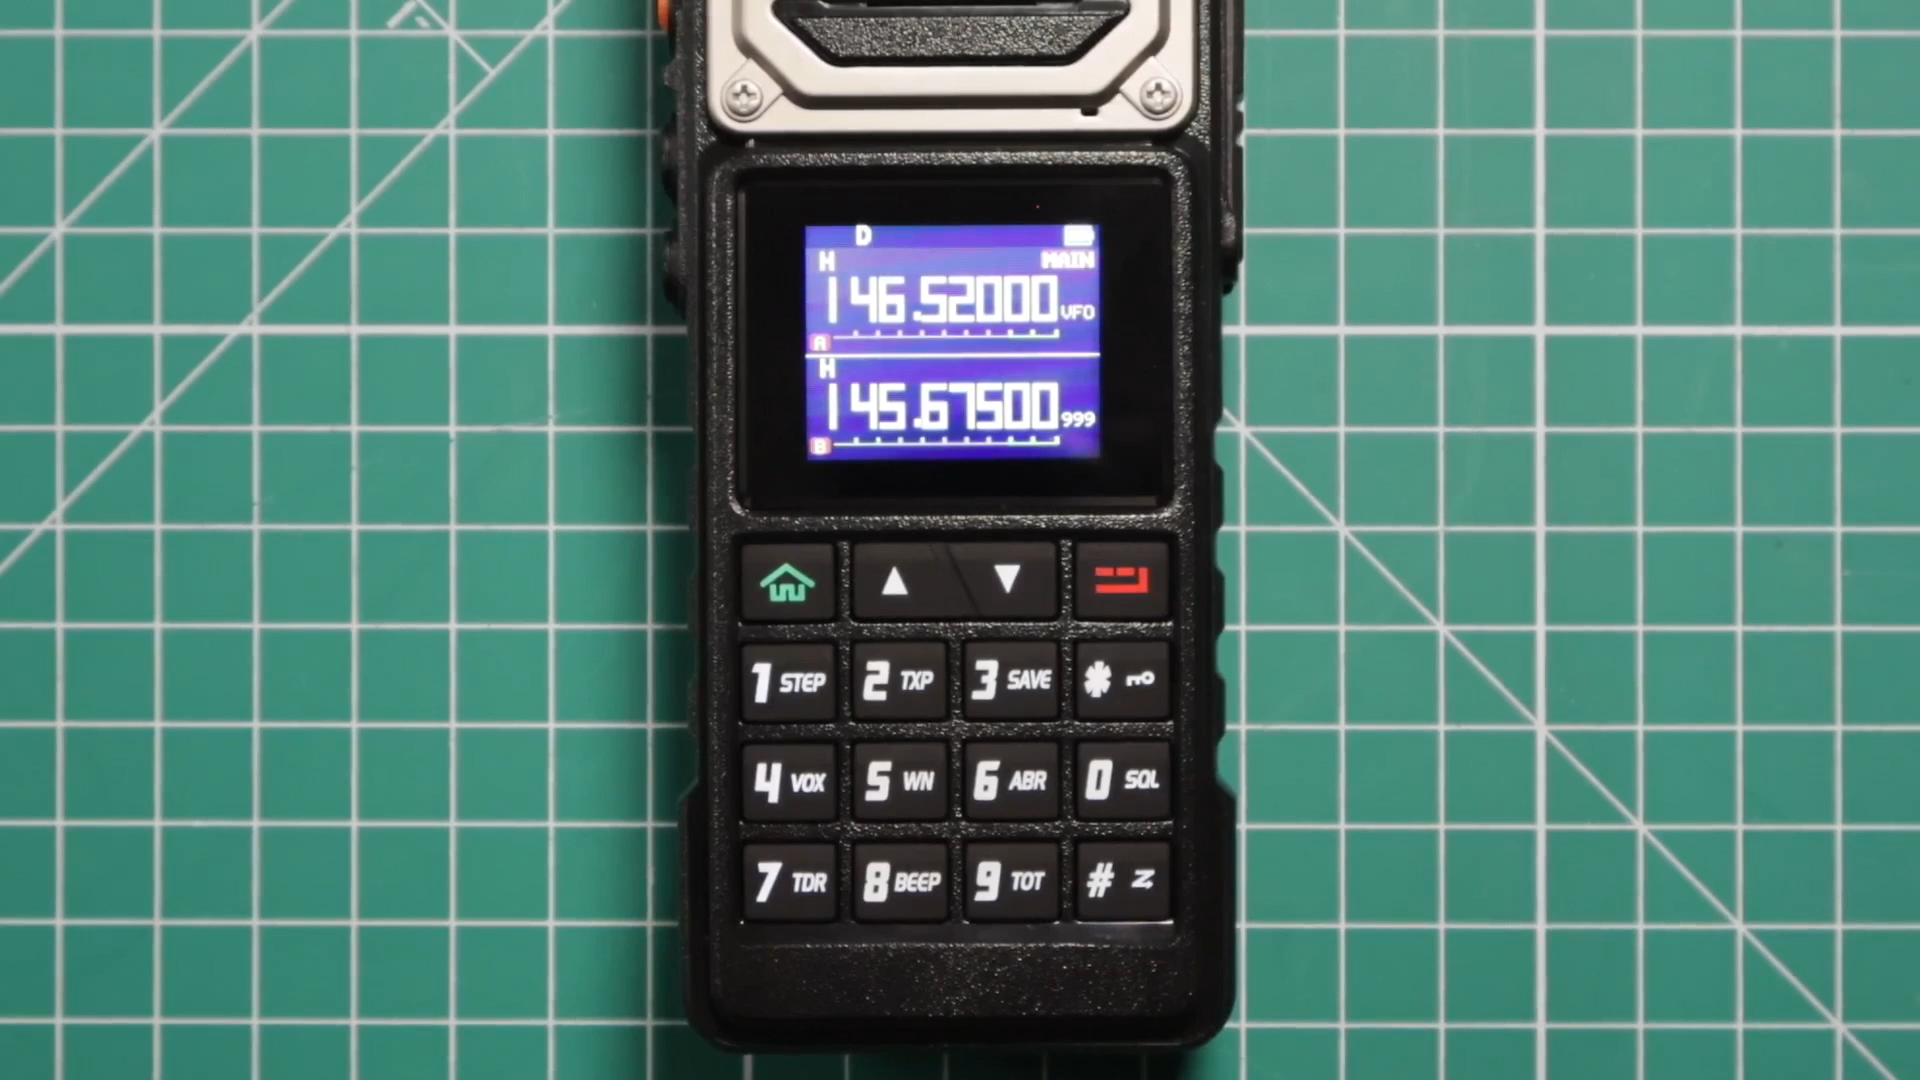 D
H MAIN
146.52000 VFO
A
H
145.67500 999
B
1 STEP 2 TXP 3 SAVE *
4 VOX 5 WN 6 ABR 0 SQL
7 TDR 8 BEEP 9 TOT #